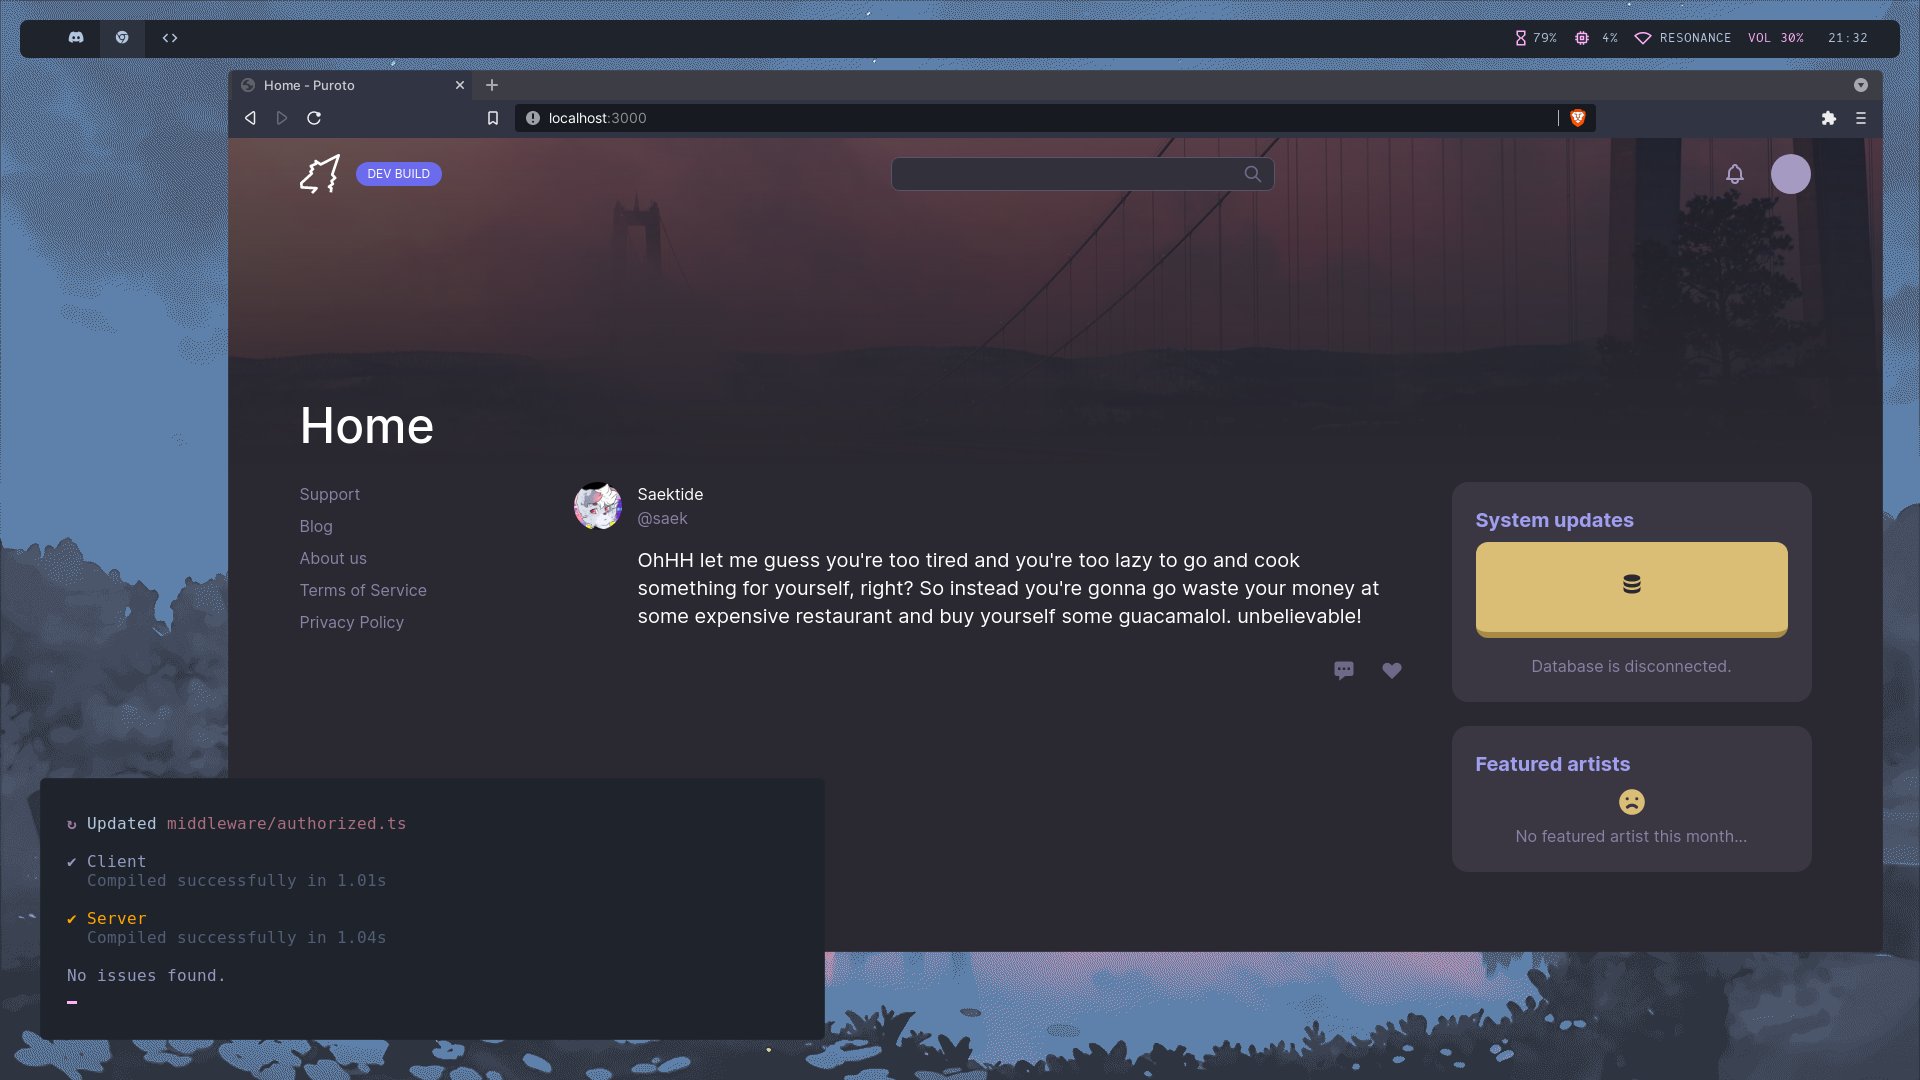 79% 4% RESONANCE VOL 30% 21:32
Home - Puroto
localhost:3000
DEV BUILD
Home
Support
Blog
About us
Terms of Service
Privacy Policy
Saektide
@saek
OhHH let me guess you're too tired and you're too lazy to go and cook
something for yourself, right? So instead you're gonna go waste your money at
some expensive restaurant and buy yourself some guacamalol. unbelievable!
System updates
Database is disconnected.
Featured artists
No featured artist this month...
↻ Updated middleware/authorized.ts
✔ Client
Compiled successfully in 1.01s
✔ Server
Compiled successfully in 1.04s
No issues found.